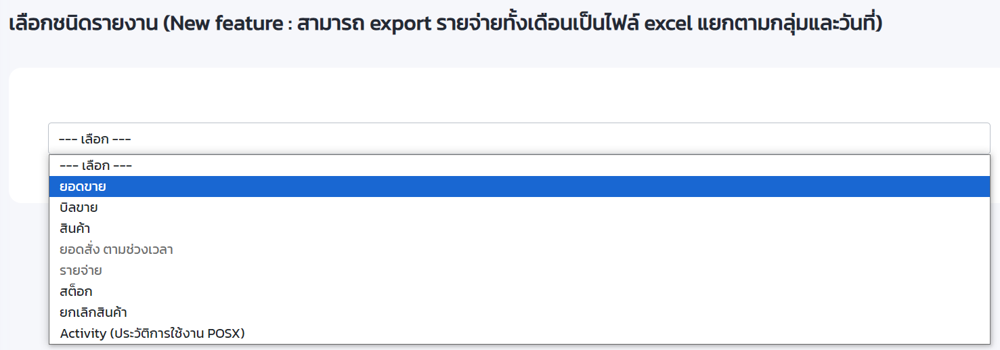 เลือกชนิดรายงาน (New feature : สามารถ export รายจ่ายทั้งเดือนเป็นไฟล์ excel แยกตามกลุ่มและวันที่)
--- เลือก ---
--- เลือก ---
ยอดขาย
บิลขาย
สินค้า
ยอดสั่ง ตามช่วงเวลา
รายจ่าย
สต็อก
ยกเลิกสินค้า
Activity (ประวัติการใช้งาน POSX)